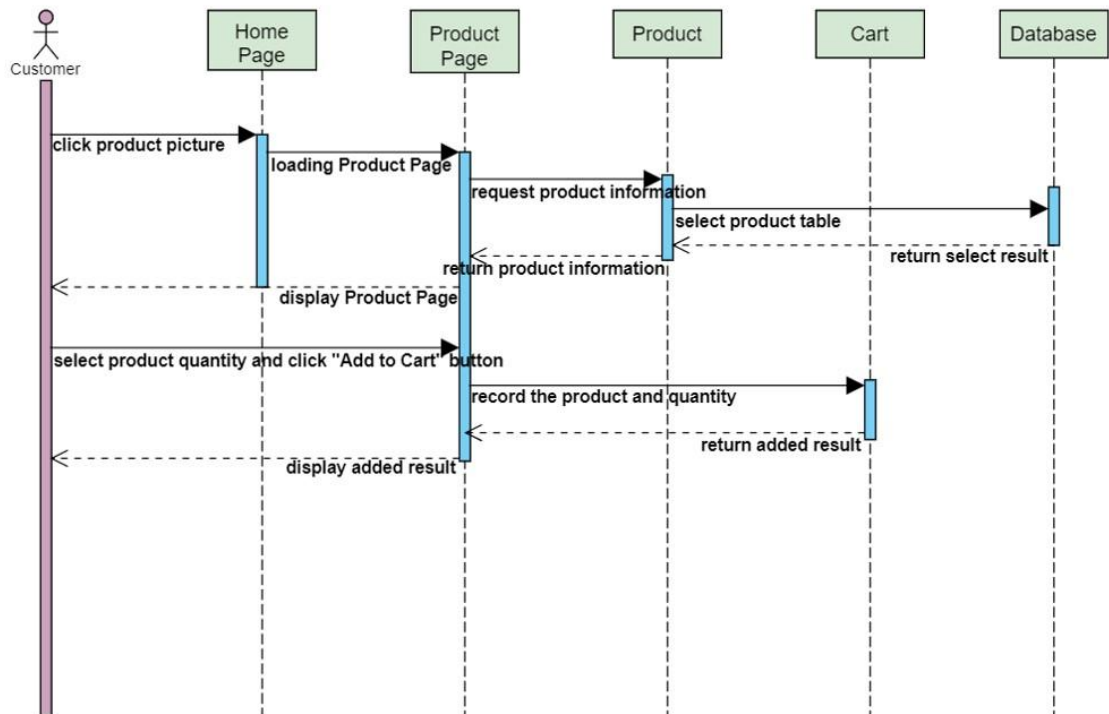 Home
Page
Product
Page
Product
Cart
Database
Customer
click product picture
loading Product Page
request product information
select product table
return select result
return product information
display Product Page
select product quantity and click "Add to Cart" button
record the product and quantity
return added result
display added result